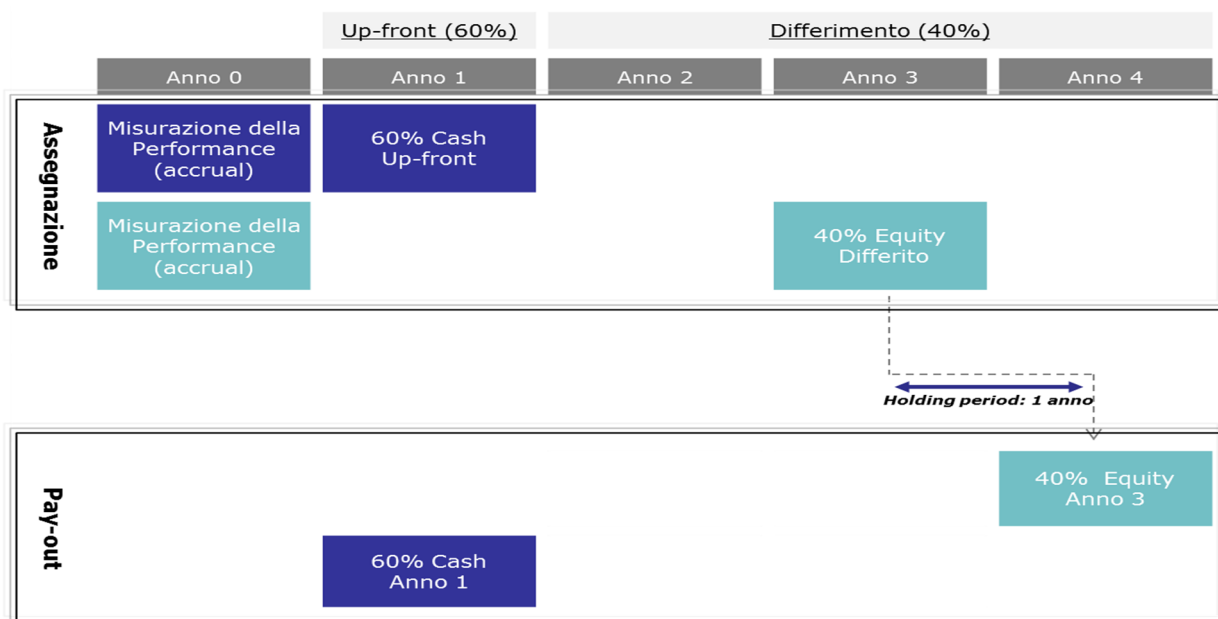 Up-front (60%)
Differimento (40%)
Anno 0
Anno 1
Anno 2
Anno 3
Anno 4
Assegnazione
Misurazione della
Performance
(accrual)
60% Cash
Up-front
Misurazione della
Performance
(accrual)
40% Equity
Differito
Holding period: 1 anno
Pay-out
40% Equity
Anno 3
60% Cash
Anno 1